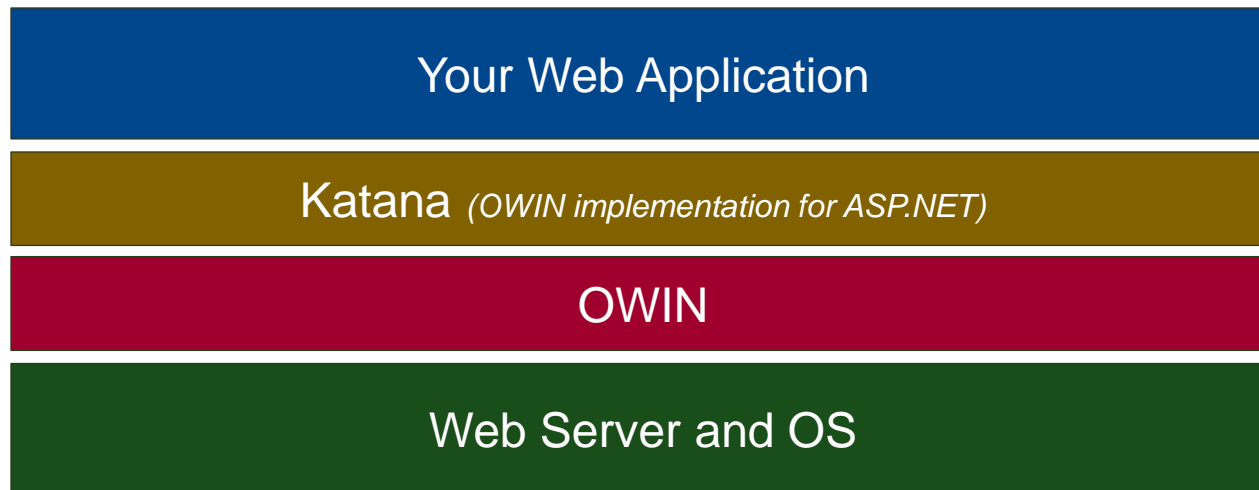 Your Web Application
Katana (OWIN implementation for ASP.NET)
OWIN
Web Server and OS